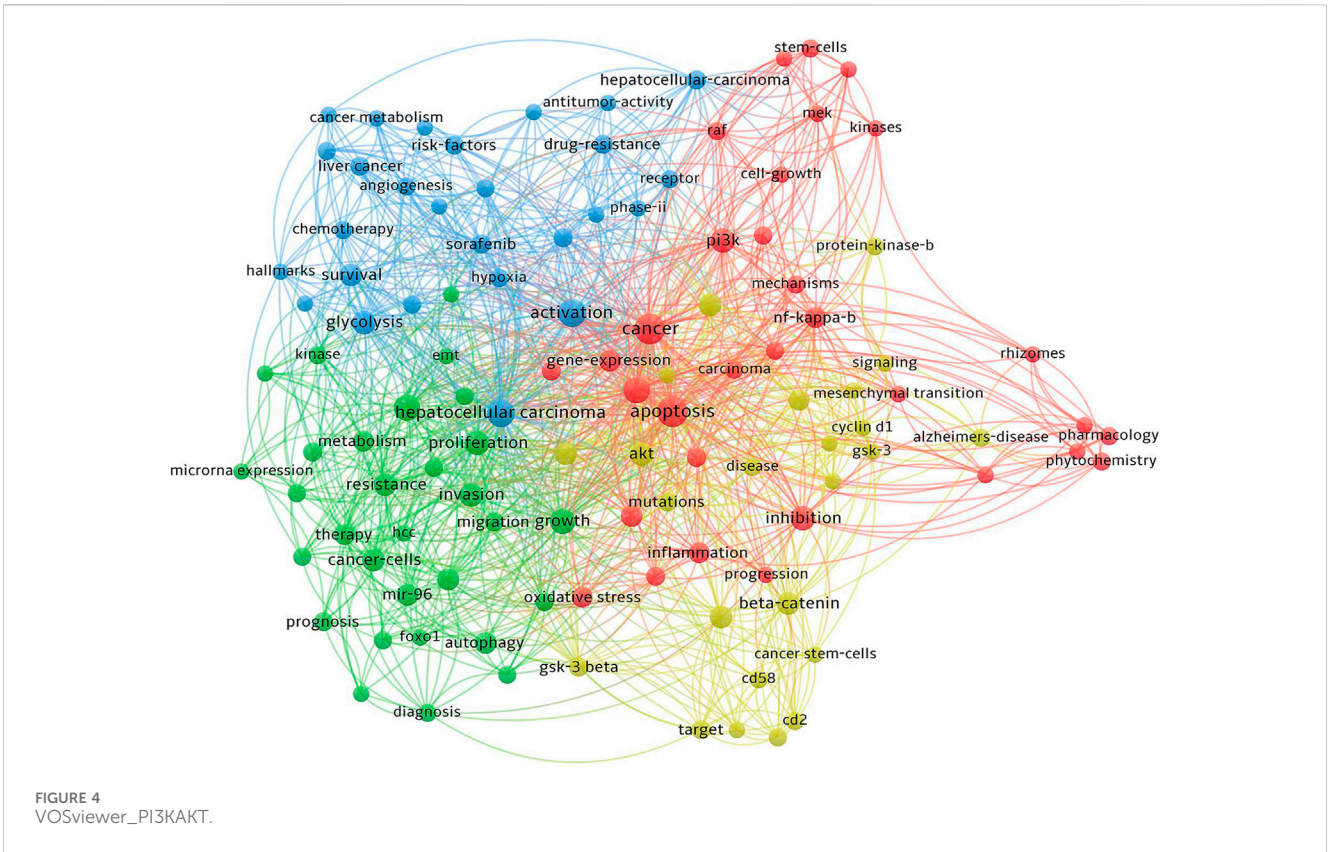 stem-cells
hepatocellular-carcinoma
antitumor-activity
cancer metabolism
mek
kinases
raf
risk-factors
drug-resistance
liver cancer
cell-growth
receptor
angiogenesis
phase-ii
chemotherapy
pi3k
sorafenib
protein-kinase-b
hallmarks
survival
hypoxia
mechanisms
activation
nf-kappa-b
glycolysis
cancer
kinase
emt
rhizomes
gene-expression
signaling
carcinoma
mesenchymal transition
hepatocellular carcinoma
apoptosis
cyclin d1
alzheimers-disease
pharmacology
metabolism
proliferation
akt
gsk-3
phytochemistry
disease
microrna expression
resistance
invasion
mutations
migration
growth
inhibition
therapy
hcc
inflammation
cancer-cells
progression
mir-96
oxidative stress
beta-catenin
prognosis
foxo1
autophagy
cancer stem-cells
gsk-3 beta
cd58
diagnosis
cd2
target
FIGURE 4
VOSviewer_PI3KAKT.